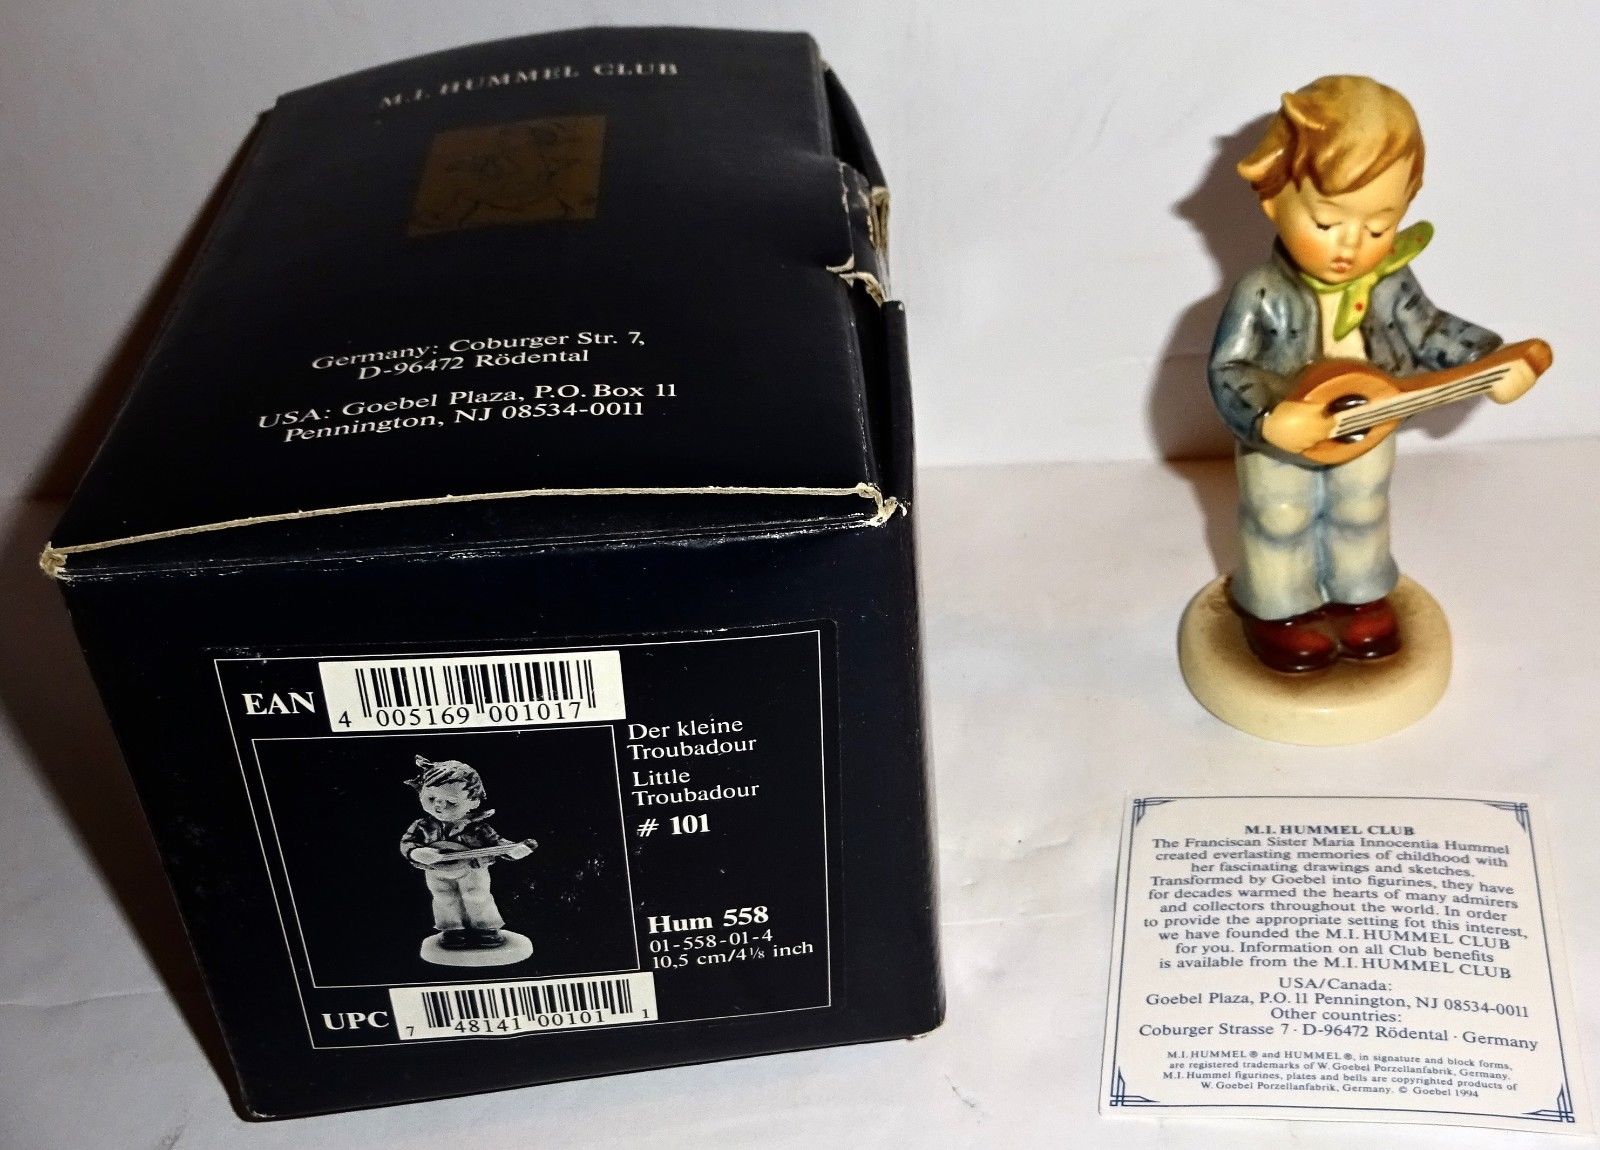 M.I. HUMMEL CLUB
Germany: Coburger Str. 7,
D-96472 Rödental
USA: Goebel Plaza, P.O. Box 11
Pennington, NJ 08534-0011
EAN
4 005169 001017
Der kleine
Troubadour
Little
Troubadour
# 101
Hum 558
01-558-01-4
10,5 cm/4⅛ inch
UPC
7 48141 00101 1
M.I. HUMMEL CLUB
The Franciscan Sister Maria Innocentia Hummel
created everlasting memories of childhood with
her fascinating drawings and sketches.
Transformed by Goebel into figurines, they have
for decades warmed the hearts of many admirers
and collectors throughout the world. In order
to provide the appropriate setting fot this interest,
we have founded the M.I. HUMMEL CLUB
for you. Information on all Club benefits
is available from the M.I. HUMMEL CLUB
USA/Canada:
Goebel Plaza, P.O. 11 Pennington, NJ 08534-0011
Other countries:
Coburger Strasse 7 · D-96472 Rödental · Germany
M.I. HUMMEL ® and HUMMEL ®, in signature and block forms,
are registered trademarks of W. Goebel Porzellanfabrik, Germany.
M.I. Hummel figurines, plates and bells are copyrighted products of
W. Goebel Porzellanfabrik, Germany. © Goebel 1994